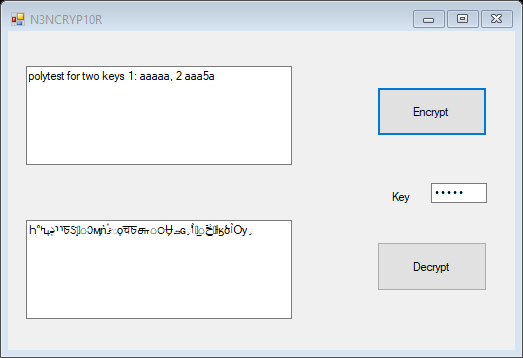 N3NCRYP10R
polytest for two keys 1: aaaaa, 2 aaa5a
Encrypt
Key
Decrypt